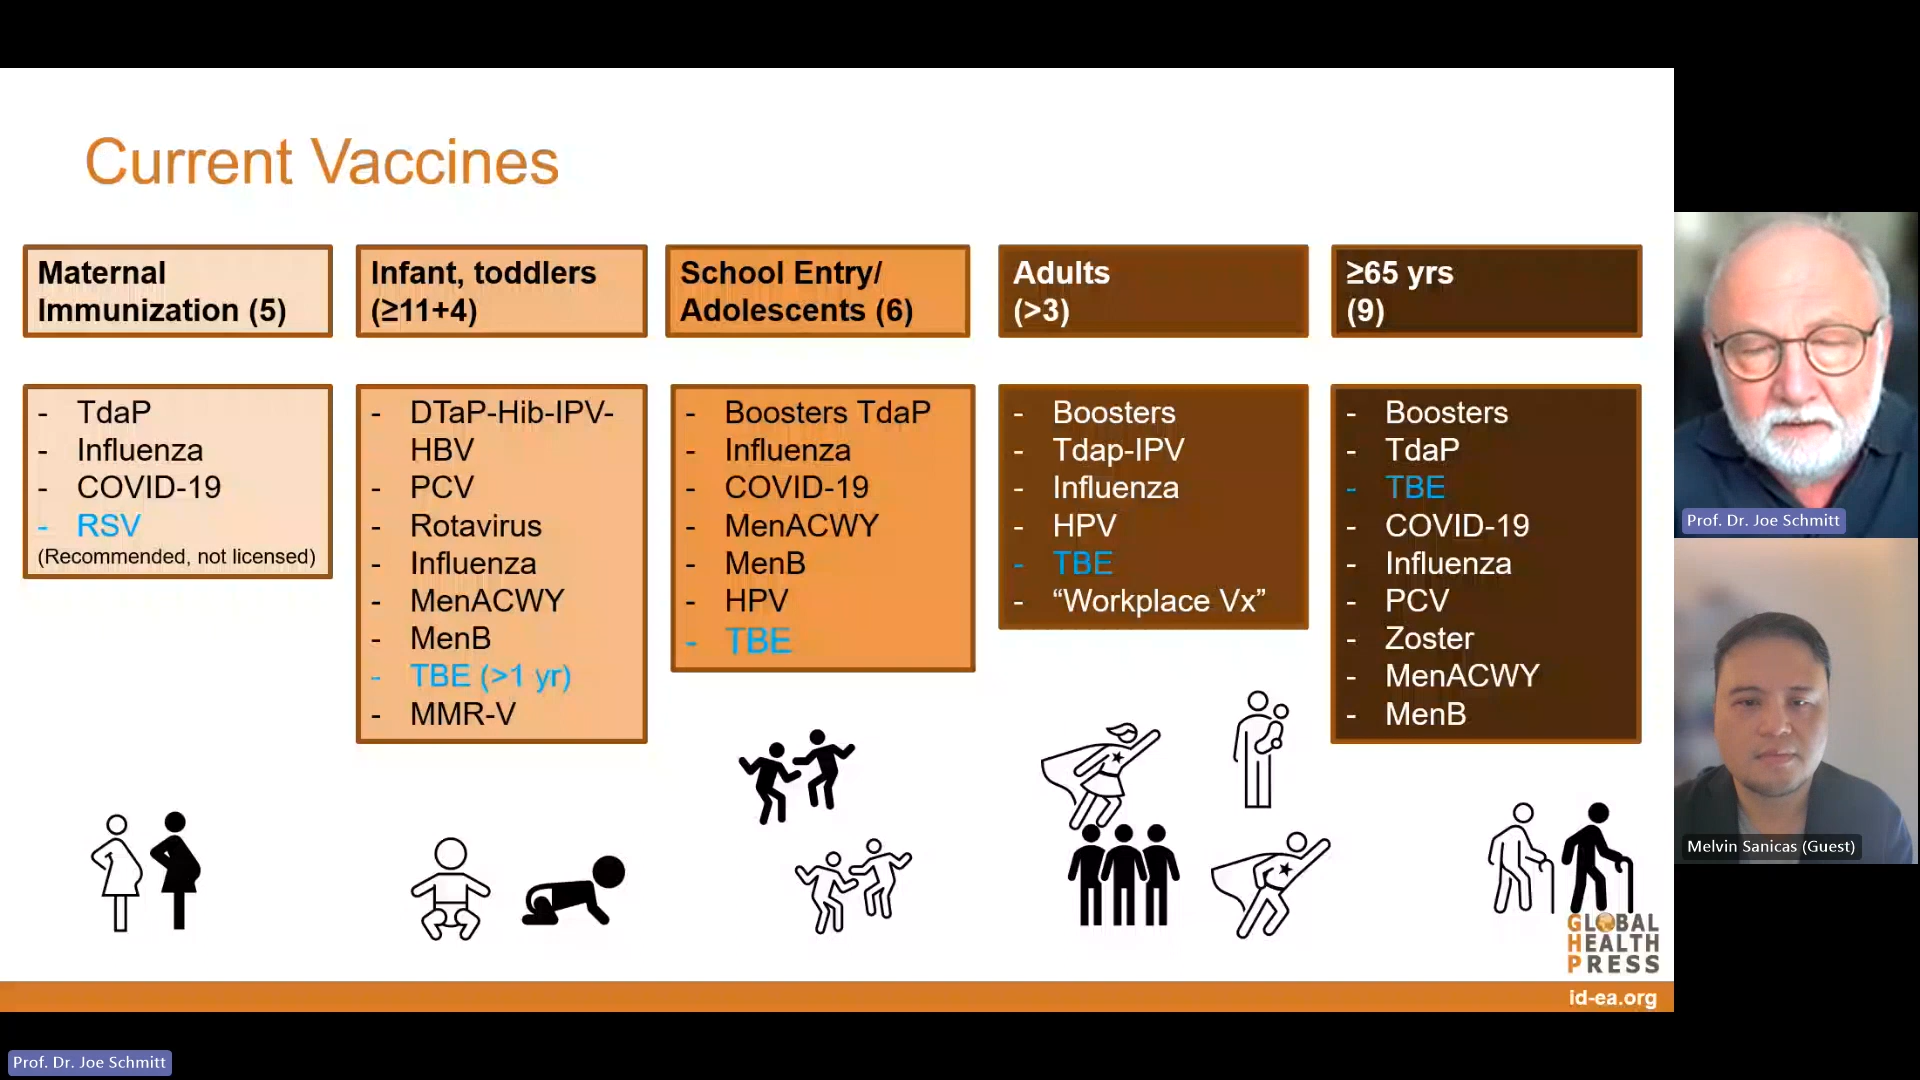 Current Vaccines
Maternal
Immunization (5)
- TdaP
- Influenza
- COVID-19
- RSV
(Recommended, not licensed)
Infant, toddlers
(≥11+4)
- DTaP-Hib-IPV-
HBV
- PCV
- Rotavirus
- Influenza
- MenACWY
- MenB
- TBE (>1 yr)
- MMR-V
School Entry/
Adolescents (6)
- Boosters TdaP
- Influenza
- COVID-19
- MenACWY
- MenB
- HPV
- TBE
Adults
(>3)
- Boosters
- Tdap-IPV
- Influenza
- HPV
- TBE
- “Workplace Vx”
≥65 yrs
(9)
- Boosters
- TdaP
- TBE
- COVID-19
- Influenza
- PCV
- Zoster
- MenACWY
- MenB
GLOBAL
HEALTH
PRESS
id-ea.org
Prof. Dr. Joe Schmitt
Melvin Sanicas (Guest)
Prof. Dr. Joe Schmitt